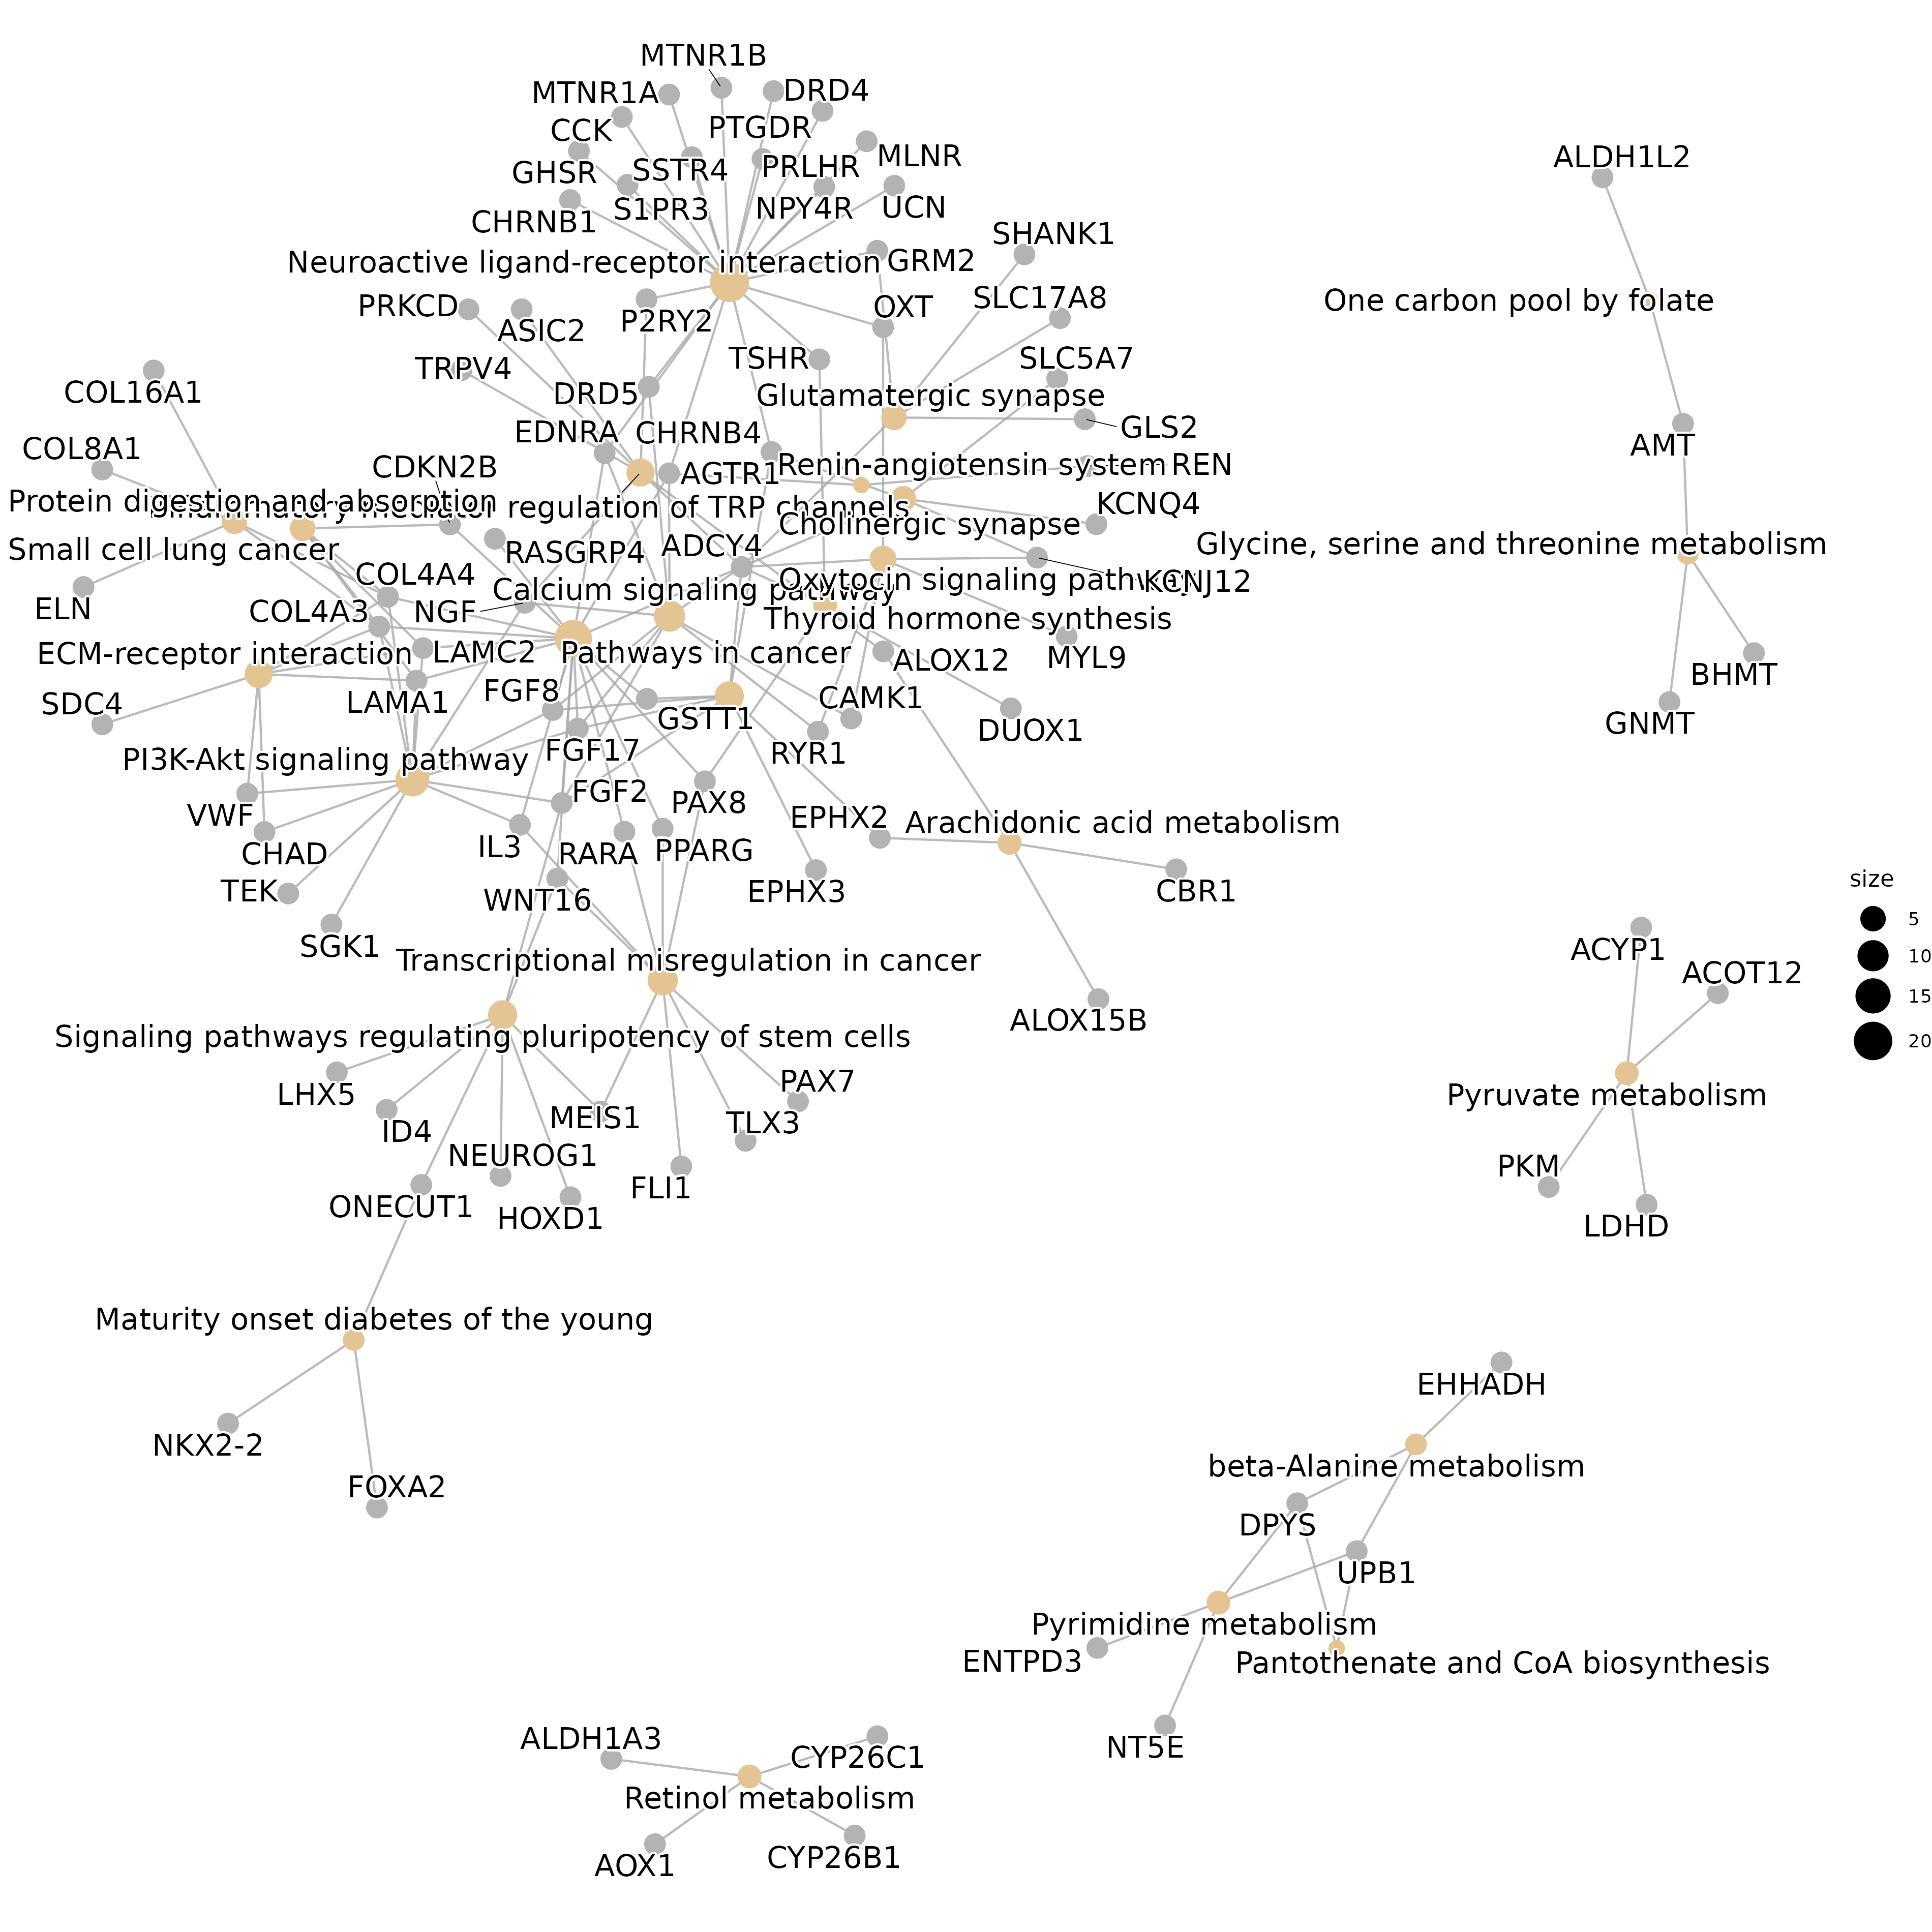 MTNR1B
MTNR1A
DRD4
CCK
PTGDR
MLNR
ALDH1L2
GHSR
SSTR4
PRLHR
CHRNB1
S1PR3
NPY4R
UCN
SHANK1
Neuroactive ligand-receptor interaction
GRM2
PRKCD
ASIC2
P2RY2
OXT
SLC17A8
One carbon pool by folate
TRPV4
TSHR
SLC5A7
COL16A1
DRD5
Glutamatergic synapse
GLS2
COL8A1
EDNRA
CHRNB4
AMT
CDKN2B
AGTR1
Renin-angiotensin system
REN
Protein digestion and absorption
regulation of TRP channels
KCNQ4
Cholinergic synapse
Small cell lung cancer
RASGRP4
ADCY4
Glycine, serine and threonine metabolism
COL4A4
Calcium signaling pathway
Oxytocin signaling pathway
KCNJ12
ELN
COL4A3
NGF
Thyroid hormone synthesis
ECM-receptor interaction
LAMC2
Pathways in cancer
ALOX12
MYL9
BHMT
SDC4
LAMA1
FGF8
CAMK1
GSTT1
DUOX1
GNMT
PI3K-Akt signaling pathway
FGF17
RYR1
VWF
FGF2
PAX8
EPHX2
Arachidonic acid metabolism
CHAD
IL3
RARA
PPARG
TEK
WNT16
EPHX3
CBR1
size
5
SGK1
Transcriptional misregulation in cancer
ACYP1
10
ACOT12
15
Signaling pathways regulating pluripotency of stem cells
ALOX15B
20
LHX5
PAX7
Pyruvate metabolism
ID4
MEIS1
TLX3
NEUROG1
PKM
ONECUT1
HOXD1
FLI1
LDHD
Maturity onset diabetes of the young
EHHADH
NKX2-2
beta-Alanine metabolism
FOXA2
DPYS
UPB1
Pyrimidine metabolism
ENTPD3
Pantothenate and CoA biosynthesis
ALDH1A3
CYP26C1
NT5E
Retinol metabolism
AOX1
CYP26B1